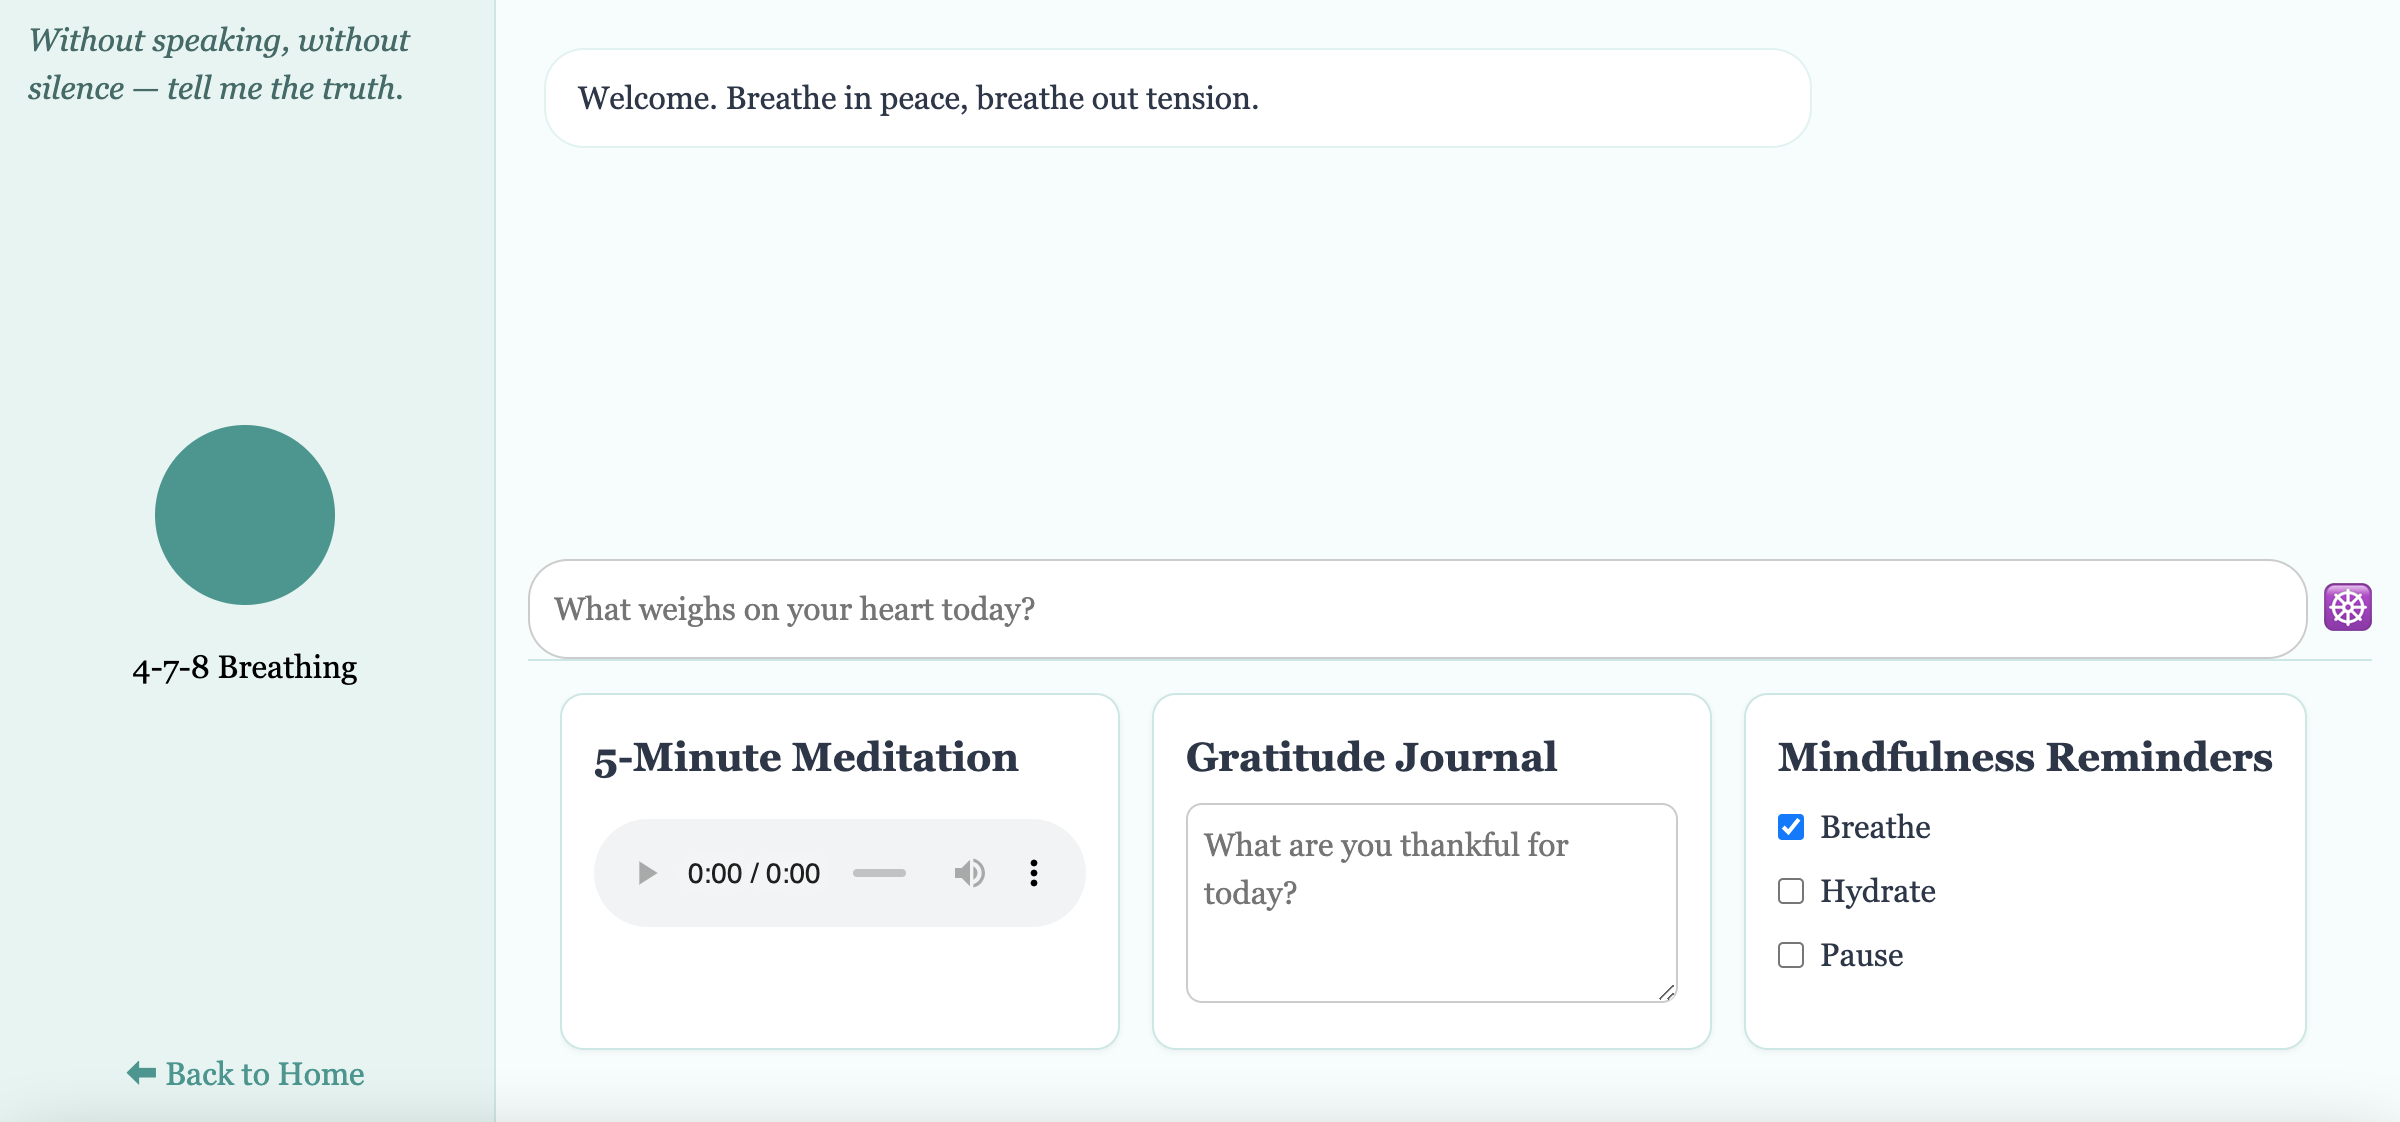 Without speaking, without
silence — tell me the truth.
4-7-8 Breathing
⬅ Back to Home
Welcome. Breathe in peace, breathe out tension.
What weighs on your heart today?
5-Minute Meditation
0:00 / 0:00
Gratitude Journal
What are you thankful for
today?
Mindfulness Reminders
Breathe
Hydrate
Pause